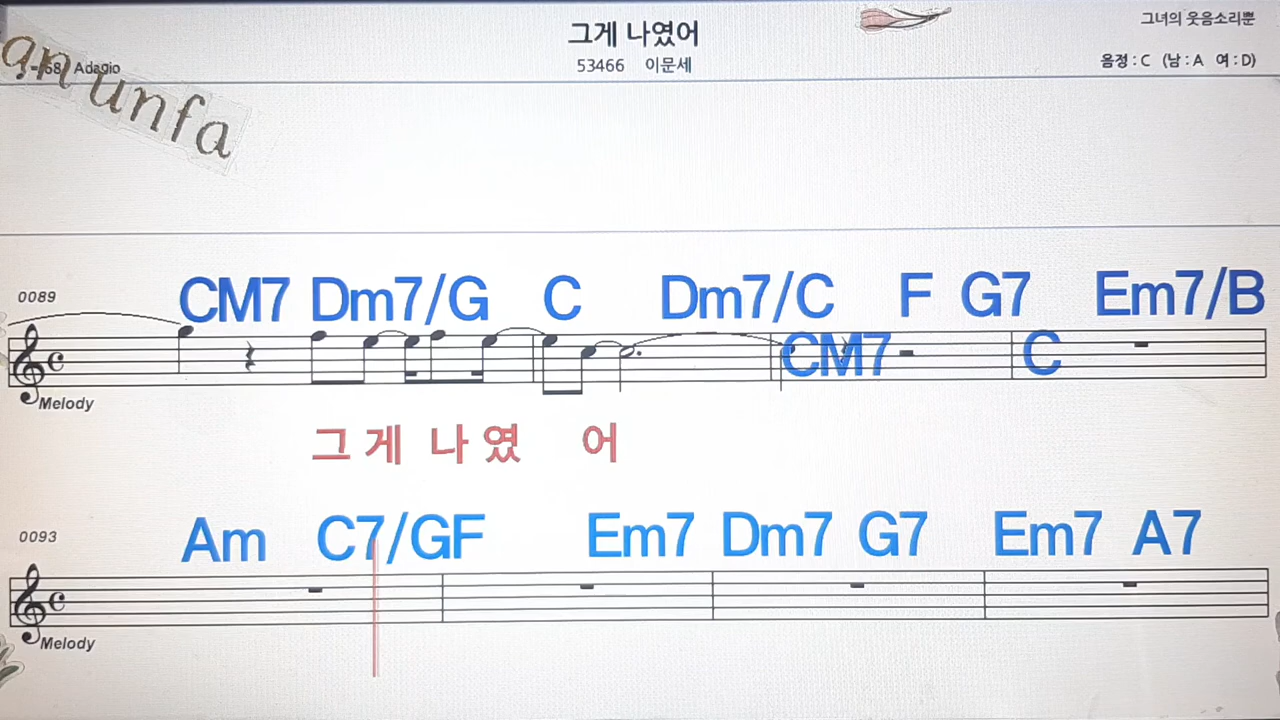 그게 나였어
그녀의 웃음소리뿐
an unfa
Adagio
53466 이문세
음정 : C (남 : A 여 : D)
0089
CM7 Dm7/G C Dm7/C F G7 Em7/B
CM7 C
Melody
그 게 나 였 어
0093
Am C7/GF Em7 Dm7 G7 Em7 A7
Melody